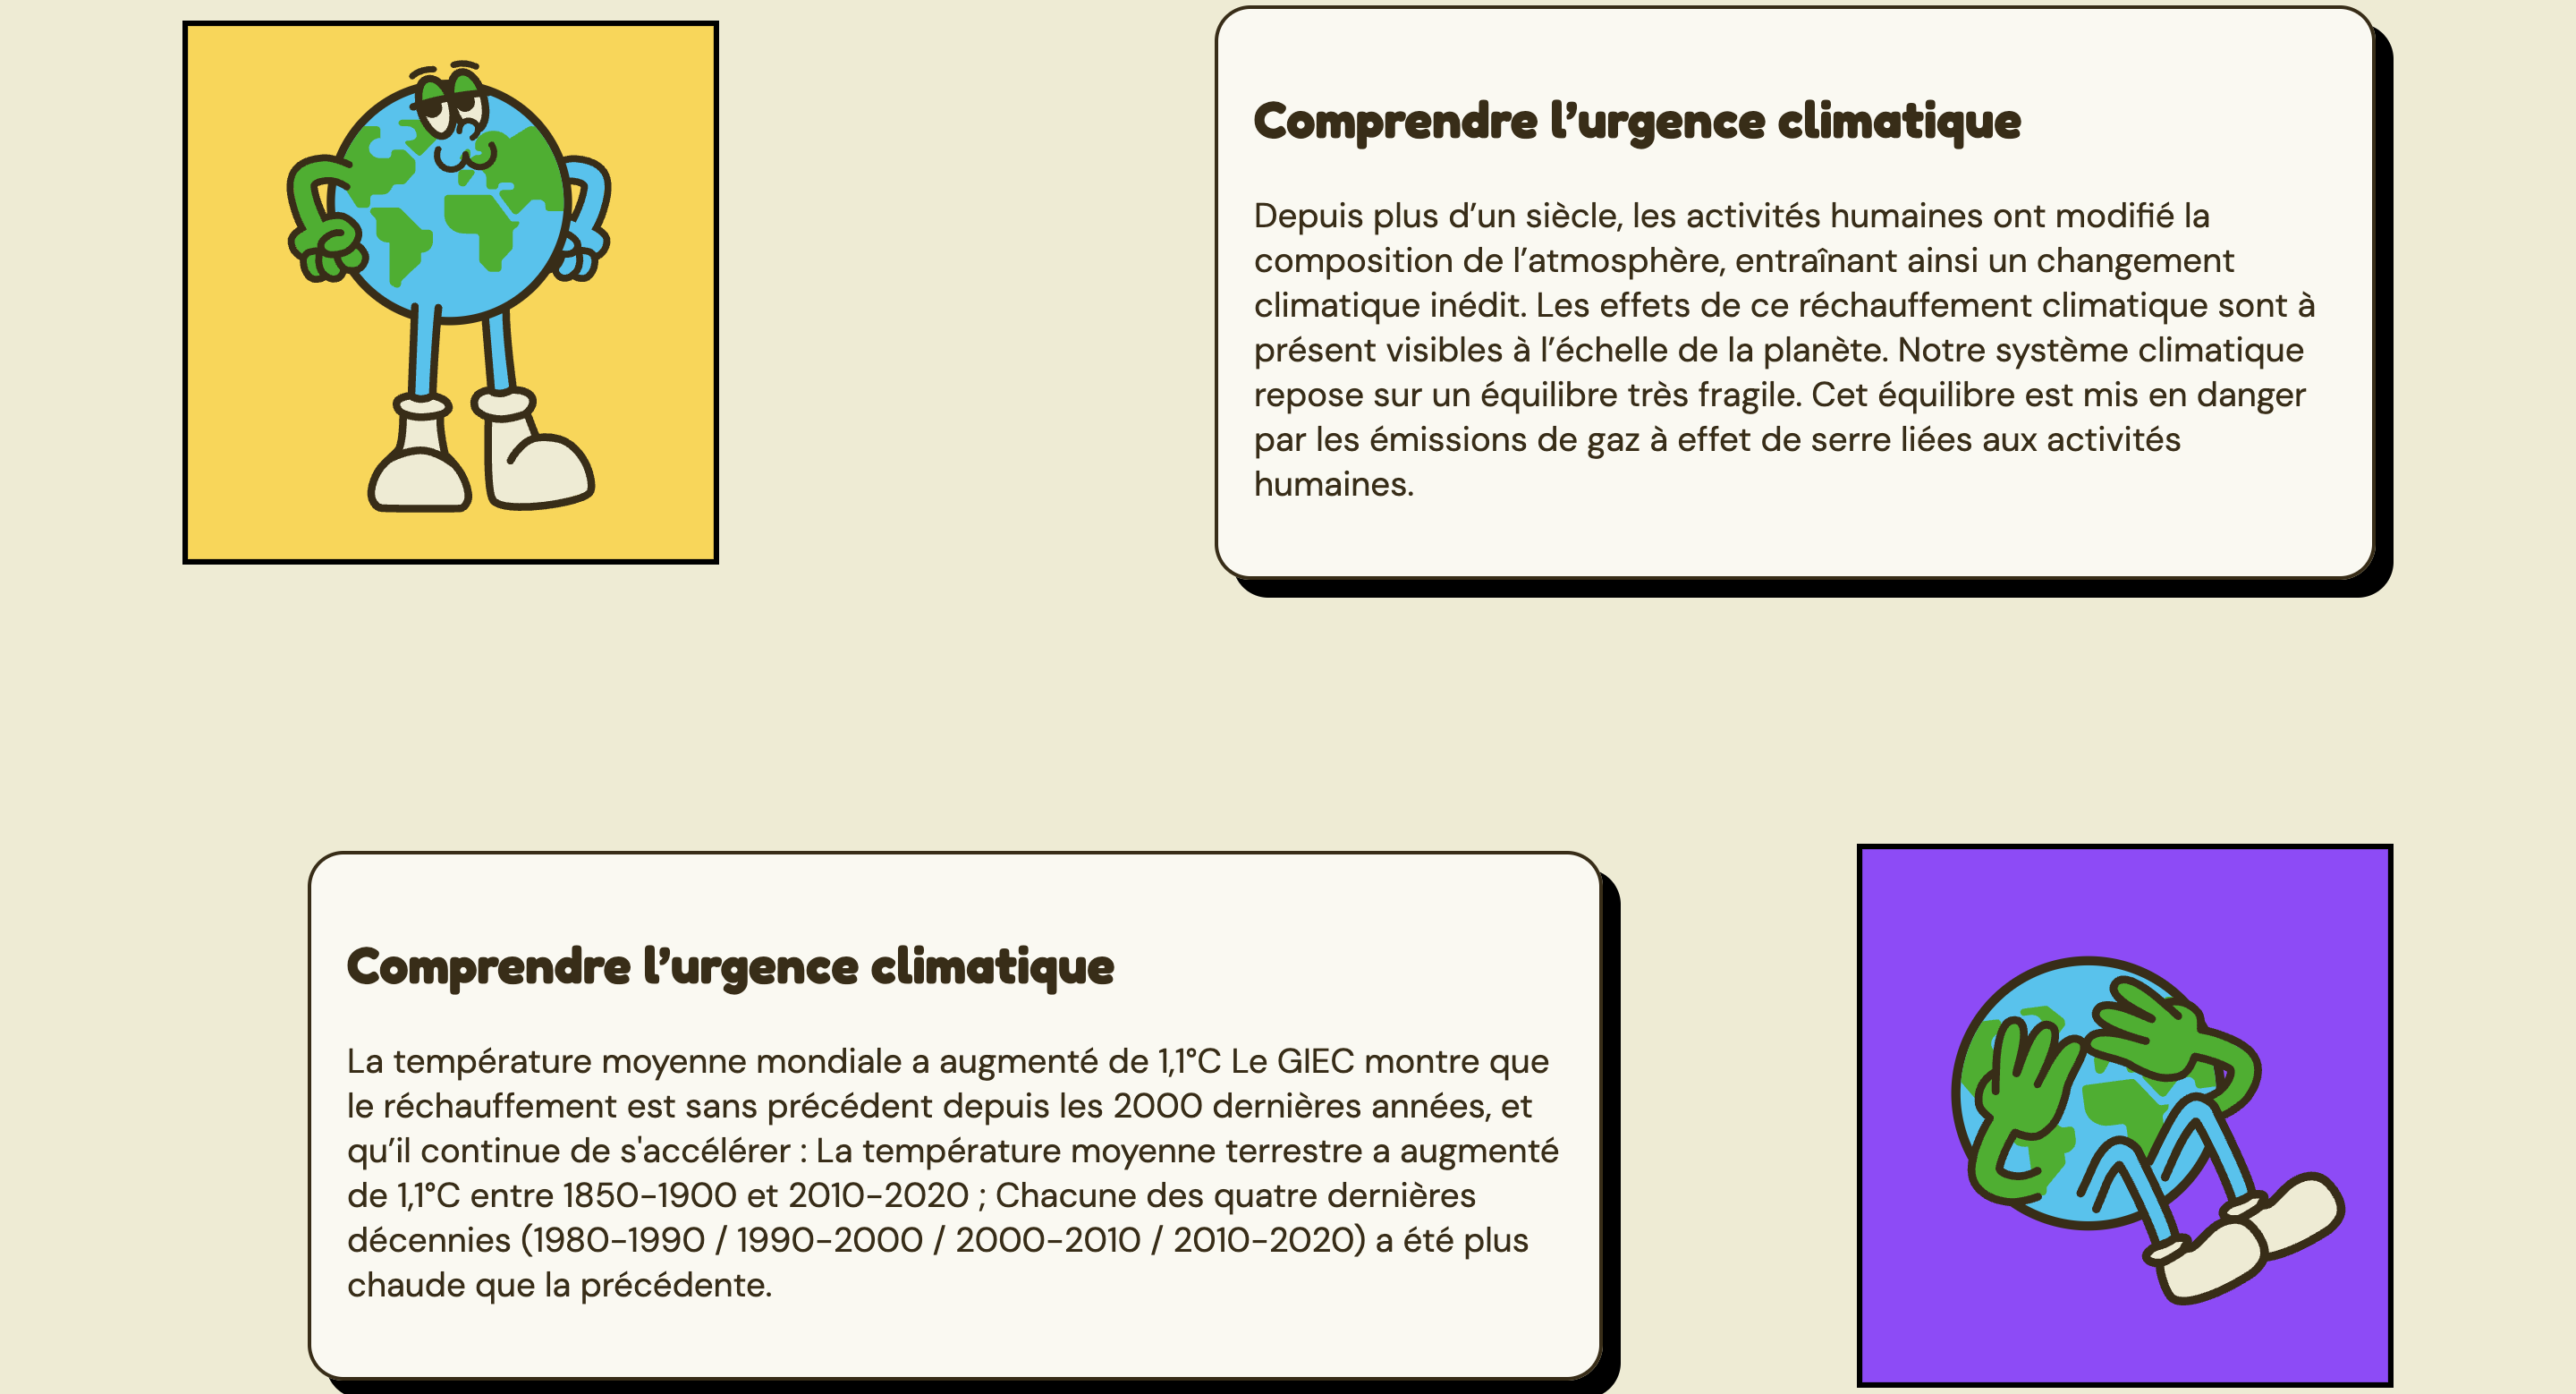 Comprendre l’urgence climatique
Depuis plus d’un siècle, les activités humaines ont modifié la
composition de l’atmosphère, entraînant ainsi un changement
climatique inédit. Les effets de ce réchauffement climatique sont à
présent visibles à l’échelle de la planète. Notre système climatique
repose sur un équilibre très fragile. Cet équilibre est mis en danger
par les émissions de gaz à effet de serre liées aux activités
humaines.
Comprendre l’urgence climatique
La température moyenne mondiale a augmenté de 1,1°C Le GIEC montre que
le réchauffement est sans précédent depuis les 2000 dernières années, et
qu’il continue de s'accélérer : La température moyenne terrestre a augmenté
de 1,1°C entre 1850-1900 et 2010-2020 ; Chacune des quatre dernières
décennies (1980-1990 / 1990-2000 / 2000-2010 / 2010-2020) a été plus
chaude que la précédente.